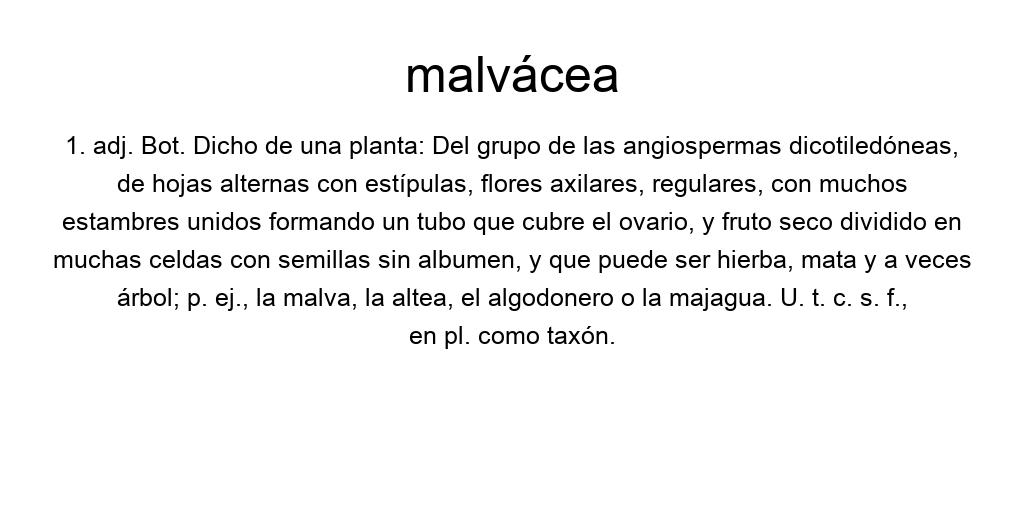 malvácea
1. adj. Bot. Dicho de una planta: Del grupo de las angiospermas dicotiledóneas,
de hojas alternas con estípulas, flores axilares, regulares, con muchos
estambres unidos formando un tubo que cubre el ovario, y fruto seco dividido en
muchas celdas con semillas sin albumen, y que puede ser hierba, mata y a veces
árbol; p. ej., la malva, la altea, el algodonero o la majagua. U. t. c. s. f.,
en pl. como taxón.